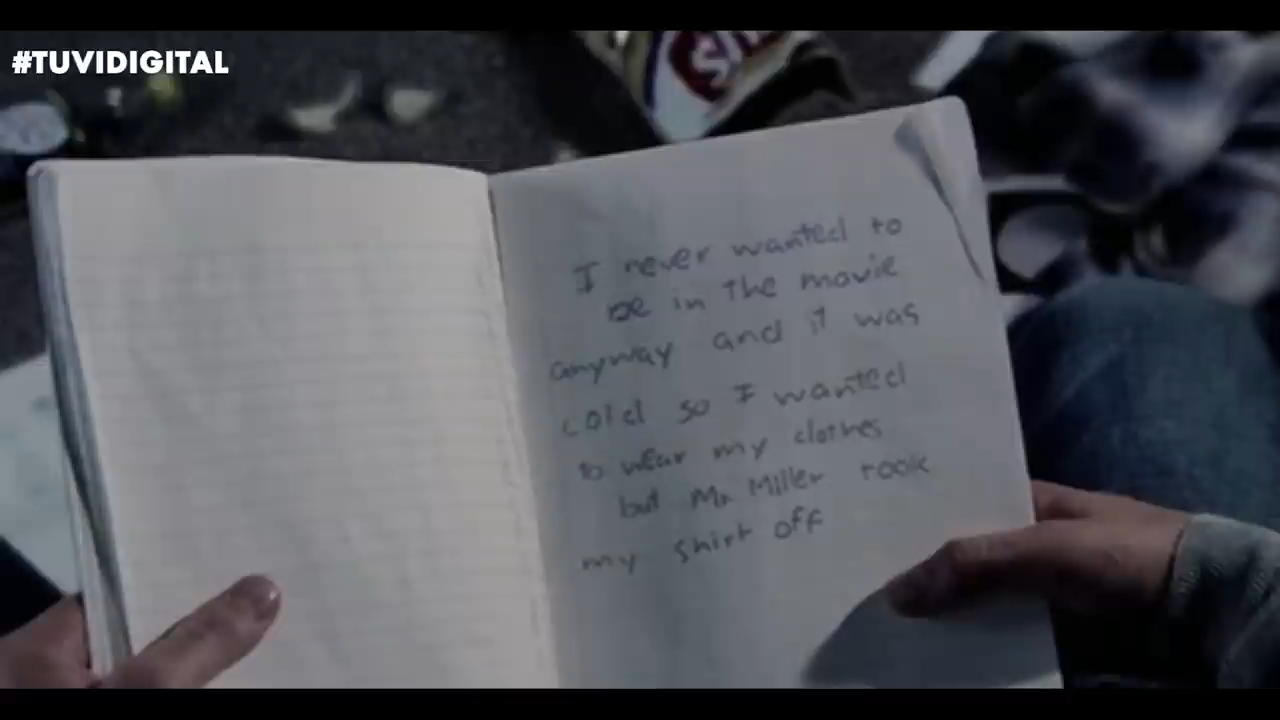 #TUVIDIGITAL
I never wanted to
be in the movie
anyway and it was
cold so I wanted
to wear my clothes
but Mr Miller took
my shirt off